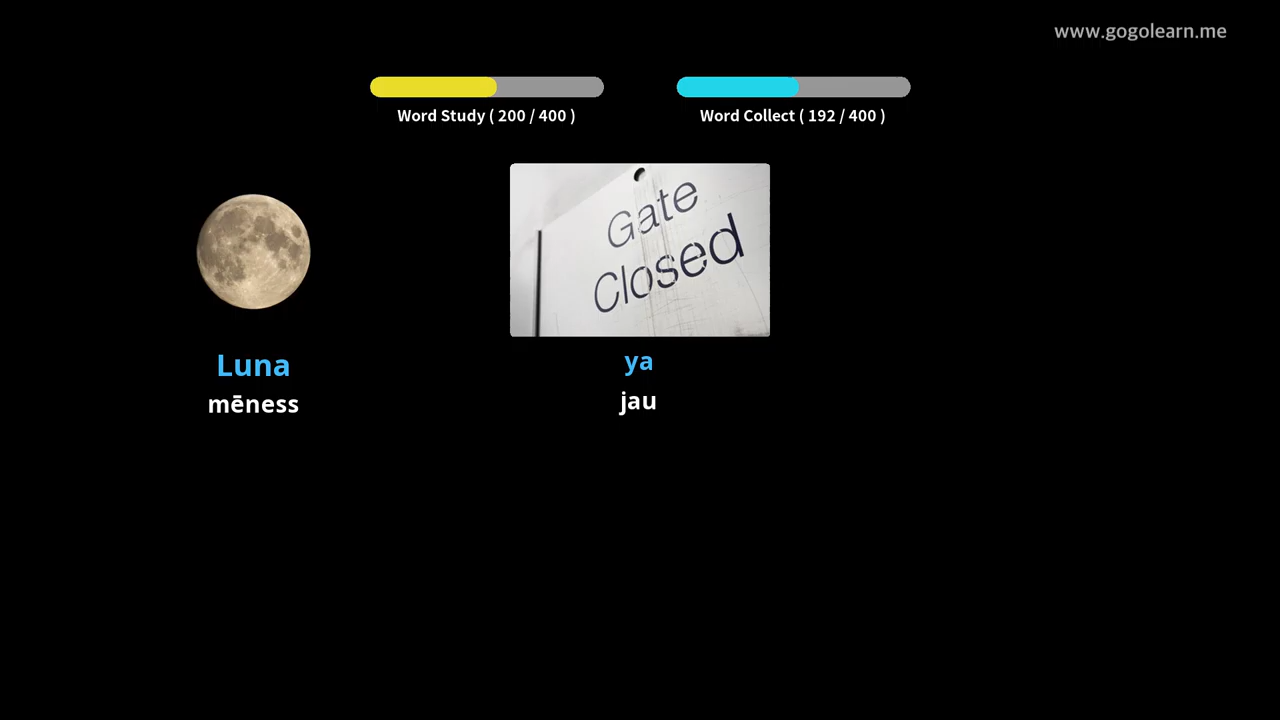 www.gogolearn.me
Word Study ( 200 / 400 )
Word Collect ( 192 / 400 )
Gate
Closed
Luna
mēness
ya
jau